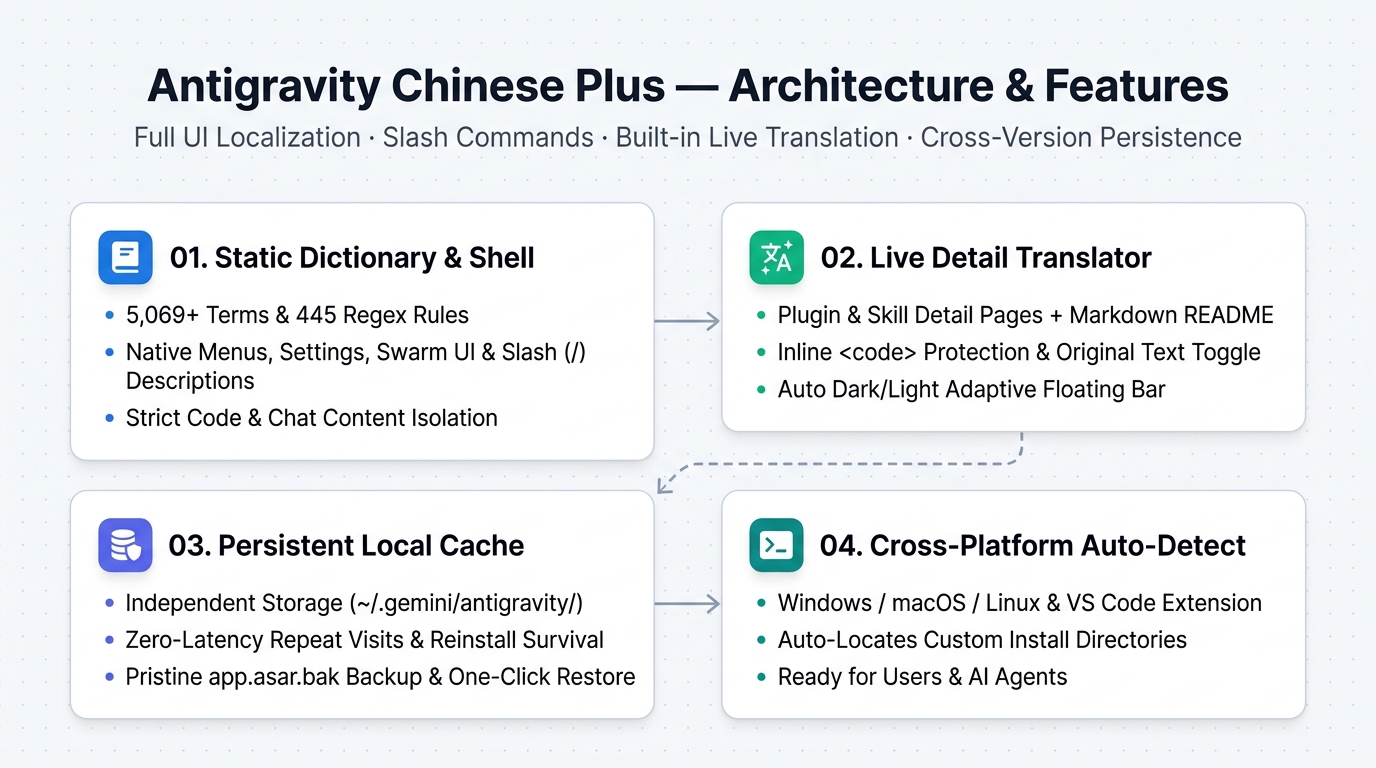 Antigravity Chinese Plus — Architecture & Features
Full UI Localization · Slash Commands · Built-in Live Translation · Cross-Version Persistence
01. Static Dictionary & Shell
• 5,069+ Terms & 445 Regex Rules
• Native Menus, Settings, Swarm UI & Slash (/)
Descriptions
• Strict Code & Chat Content Isolation
文A
02. Live Detail Translator
• Plugin & Skill Detail Pages + Markdown README
• Inline <code> Protection & Original Text Toggle
• Auto Dark/Light Adaptive Floating Bar
03. Persistent Local Cache
• Independent Storage (~/.gemini/antigravity/)
• Zero-Latency Repeat Visits & Reinstall Survival
• Pristine app.asar.bak Backup & One-Click Restore
04. Cross-Platform Auto-Detect
• Windows / macOS / Linux & VS Code Extension
• Auto-Locates Custom Install Directories
• Ready for Users & AI Agents